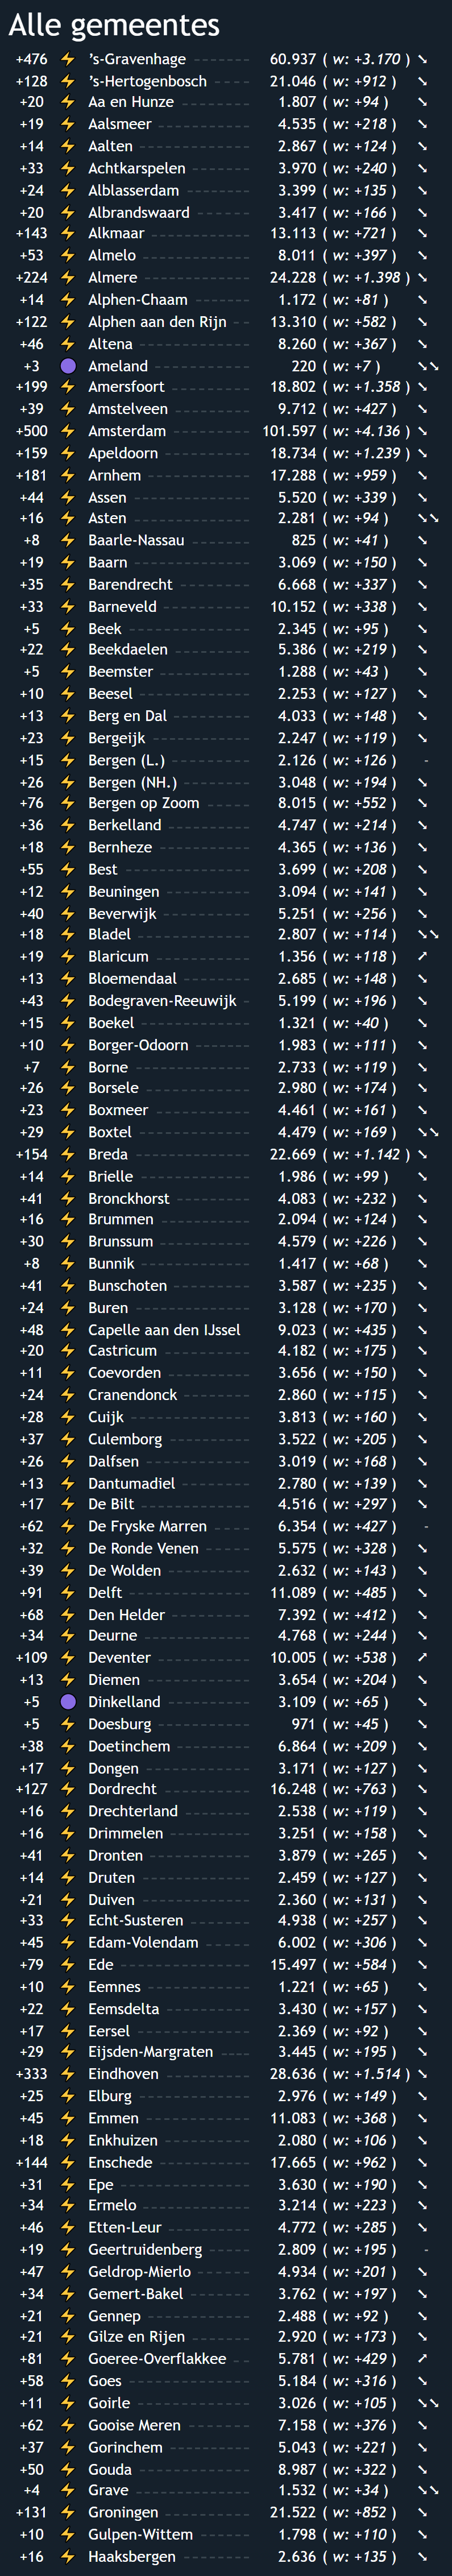 Alle gemeentes
+476 ⚡ ’s-Gravenhage 60.937 ( w: +3.170 ) ➘
+128 ⚡ ’s-Hertogenbosch 21.046 ( w: +912 ) ➘
+20 ⚡ Aa en Hunze 1.807 ( w: +94 ) ➘
+19 ⚡ Aalsmeer 4.535 ( w: +218 ) ➘
+14 ⚡ Aalten 2.867 ( w: +124 ) ➘
+33 ⚡ Achtkarspelen 3.970 ( w: +240 ) ➘
+24 ⚡ Alblasserdam 3.399 ( w: +135 ) ➘
+20 ⚡ Albrandswaard 3.417 ( w: +166 ) ➘
+143 ⚡ Alkmaar 13.113 ( w: +721 ) ➘
+53 ⚡ Almelo 8.011 ( w: +397 ) ➘
+224 ⚡ Almere 24.228 ( w: +1.398 ) ➘
+14 ⚡ Alphen-Chaam 1.172 ( w: +81 ) ➘
+122 ⚡ Alphen aan den Rijn 13.310 ( w: +582 ) ➘
+46 ⚡ Altena 8.260 ( w: +367 ) ➘
+3 🟣 Ameland 220 ( w: +7 ) ➘➘
+199 ⚡ Amersfoort 18.802 ( w: +1.358 ) ➘
+39 ⚡ Amstelveen 9.712 ( w: +427 ) ➘
+500 ⚡ Amsterdam 101.597 ( w: +4.136 ) ➘
+159 ⚡ Apeldoorn 18.734 ( w: +1.239 ) ➘
+181 ⚡ Arnhem 17.288 ( w: +959 ) ➘
+44 ⚡ Assen 5.520 ( w: +339 ) ➘
+16 ⚡ Asten 2.281 ( w: +94 ) ➘➘
+8 ⚡ Baarle-Nassau 825 ( w: +41 ) ➘
+19 ⚡ Baarn 3.069 ( w: +150 ) ➘
+35 ⚡ Barendrecht 6.668 ( w: +337 ) ➘
+33 ⚡ Barneveld 10.152 ( w: +338 ) ➘
+5 ⚡ Beek 2.345 ( w: +95 ) ➘
+22 ⚡ Beekdaelen 5.386 ( w: +219 ) ➘
+5 ⚡ Beemster 1.288 ( w: +43 ) ➘
+10 ⚡ Beesel 2.253 ( w: +127 ) ➘
+13 ⚡ Berg en Dal 4.033 ( w: +148 ) ➘
+23 ⚡ Bergeijk 2.247 ( w: +119 ) ➘
+15 ⚡ Bergen (L.) 2.126 ( w: +126 ) -
+26 ⚡ Bergen (NH.) 3.048 ( w: +194 ) ➘
+76 ⚡ Bergen op Zoom 8.015 ( w: +552 ) ➘
+36 ⚡ Berkelland 4.747 ( w: +214 ) ➘
+18 ⚡ Bernheze 4.365 ( w: +136 ) ➘
+55 ⚡ Best 3.699 ( w: +208 ) ➘
+12 ⚡ Beuningen 3.094 ( w: +141 ) ➘
+40 ⚡ Beverwijk 5.251 ( w: +256 ) ➘
+18 ⚡ Bladel 2.807 ( w: +114 ) ➘➘
+19 ⚡ Blaricum 1.356 ( w: +118 ) ➚
+13 ⚡ Bloemendaal 2.685 ( w: +148 ) ➘
+43 ⚡ Bodegraven-Reeuwijk 5.199 ( w: +196 ) ➘
+15 ⚡ Boekel 1.321 ( w: +40 ) ➘
+10 ⚡ Borger-Odoorn 1.983 ( w: +111 ) ➘
+7 ⚡ Borne 2.733 ( w: +119 ) ➘
+26 ⚡ Borsele 2.980 ( w: +174 ) ➘
+23 ⚡ Boxmeer 4.461 ( w: +161 ) ➘
+29 ⚡ Boxtel 4.479 ( w: +169 ) ➘➘
+154 ⚡ Breda 22.669 ( w: +1.142 ) ➘
+14 ⚡ Brielle 1.986 ( w: +99 ) ➘
+41 ⚡ Bronckhorst 4.083 ( w: +232 ) ➘
+16 ⚡ Brummen 2.094 ( w: +124 ) ➘
+30 ⚡ Brunssum 4.579 ( w: +226 ) ➘
+8 ⚡ Bunnik 1.417 ( w: +68 ) ➘
+41 ⚡ Bunschoten 3.587 ( w: +235 ) ➘
+24 ⚡ Buren 3.128 ( w: +170 ) ➘
+48 ⚡ Capelle aan den IJssel 9.023 ( w: +435 ) ➘
+20 ⚡ Castricum 4.182 ( w: +175 ) ➘
+11 ⚡ Coevorden 3.656 ( w: +150 ) ➘
+24 ⚡ Cranendonck 2.860 ( w: +115 ) ➘
+28 ⚡ Cuijk 3.813 ( w: +160 ) ➘
+37 ⚡ Culemborg 3.522 ( w: +205 ) ➘
+26 ⚡ Dalfsen 3.019 ( w: +168 ) ➘
+13 ⚡ Dantumadiel 2.780 ( w: +139 ) ➘
+17 ⚡ De Bilt 4.516 ( w: +297 ) ➘
+62 ⚡ De Fryske Marren 6.354 ( w: +427 ) -
+32 ⚡ De Ronde Venen 5.575 ( w: +328 ) ➘
+39 ⚡ De Wolden 2.632 ( w: +143 ) ➘
+91 ⚡ Delft 11.089 ( w: +485 ) ➘
+68 ⚡ Den Helder 7.392 ( w: +412 ) ➘
+34 ⚡ Deurne 4.768 ( w: +244 ) ➘
+109 ⚡ Deventer 10.005 ( w: +538 ) ➚
+13 ⚡ Diemen 3.654 ( w: +204 ) ➘
+5 🟣 Dinkelland 3.109 ( w: +65 ) ➘
+5 ⚡ Doesburg 971 ( w: +45 ) ➘
+38 ⚡ Doetinchem 6.864 ( w: +209 ) ➘
+17 ⚡ Dongen 3.171 ( w: +127 ) ➘
+127 ⚡ Dordrecht 16.248 ( w: +763 ) ➘
+16 ⚡ Drechterland 2.538 ( w: +119 ) ➘
+16 ⚡ Drimmelen 3.251 ( w: +158 ) ➘
+41 ⚡ Dronten 3.879 ( w: +265 ) ➘
+14 ⚡ Druten 2.459 ( w: +127 ) ➘
+21 ⚡ Duiven 2.360 ( w: +131 ) ➘
+33 ⚡ Echt-Susteren 4.938 ( w: +257 ) ➘
+45 ⚡ Edam-Volendam 6.002 ( w: +306 ) ➘
+79 ⚡ Ede 15.497 ( w: +584 ) ➘
+10 ⚡ Eemnes 1.221 ( w: +65 ) ➘
+22 ⚡ Eemsdelta 3.430 ( w: +157 ) ➘
+17 ⚡ Eersel 2.369 ( w: +92 ) ➘
+29 ⚡ Eijsden-Margraten 3.445 ( w: +195 ) ➘
+333 ⚡ Eindhoven 28.636 ( w: +1.514 ) ➘
+25 ⚡ Elburg 2.976 ( w: +149 ) ➘
+45 ⚡ Emmen 11.083 ( w: +368 ) ➘
+18 ⚡ Enkhuizen 2.080 ( w: +106 ) ➘
+144 ⚡ Enschede 17.665 ( w: +962 ) ➘
+31 ⚡ Epe 3.630 ( w: +190 ) ➘
+34 ⚡ Ermelo 3.214 ( w: +223 ) ➘
+46 ⚡ Etten-Leur 4.772 ( w: +285 ) ➘
+19 ⚡ Geertruidenberg 2.809 ( w: +195 ) -
+47 ⚡ Geldrop-Mierlo 4.934 ( w: +201 ) ➘
+34 ⚡ Gemert-Bakel 3.762 ( w: +197 ) ➘
+21 ⚡ Gennep 2.488 ( w: +92 ) ➘
+21 ⚡ Gilze en Rijen 2.920 ( w: +173 ) ➘
+81 ⚡ Goeree-Overflakkee 5.781 ( w: +429 ) ➚
+58 ⚡ Goes 5.184 ( w: +316 ) ➘
+11 ⚡ Goirle 3.026 ( w: +105 ) ➘➘
+62 ⚡ Gooise Meren 7.158 ( w: +376 ) ➘
+37 ⚡ Gorinchem 5.043 ( w: +221 ) ➘
+50 ⚡ Gouda 8.987 ( w: +322 ) ➘
+4 ⚡ Grave 1.532 ( w: +34 ) ➘➘
+131 ⚡ Groningen 21.522 ( w: +852 ) ➘
+10 ⚡ Gulpen-Wittem 1.798 ( w: +110 ) ➘
+16 ⚡ Haaksbergen 2.636 ( w: +135 ) ➘